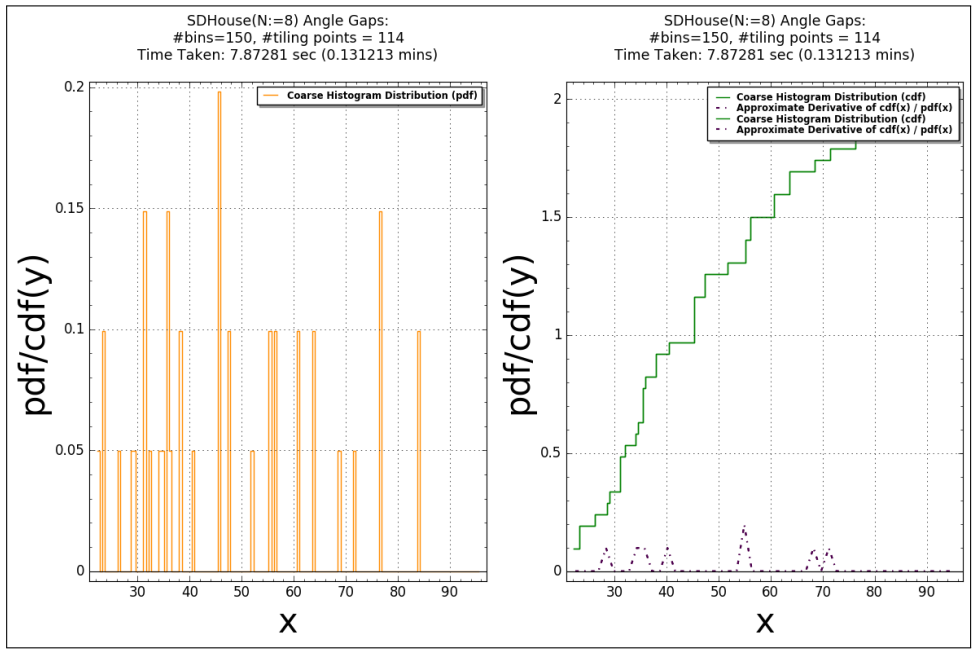 SDHouse(N:=8) Angle Gaps:
#bins=150, #tiling points = 114
Time Taken: 7.87281 sec (0.131213 mins)
Coarse Histogram Distribution (pdf)
0.2
0.15
0.1
0.05
0
pdf/cdf(y)
30 40 50 60 70 80 90
x
SDHouse(N:=8) Angle Gaps:
#bins=150, #tiling points = 114
Time Taken: 7.87281 sec (0.131213 mins)
Coarse Histogram Distribution (cdf)
Approximate Derivative of cdf(x) / pdf(x)
Coarse Histogram Distribution (cdf)
Approximate Derivative of cdf(x) / pdf(x)
2
1.5
1
0.5
0
pdf/cdf(y)
30 40 50 60 70 80 90
x